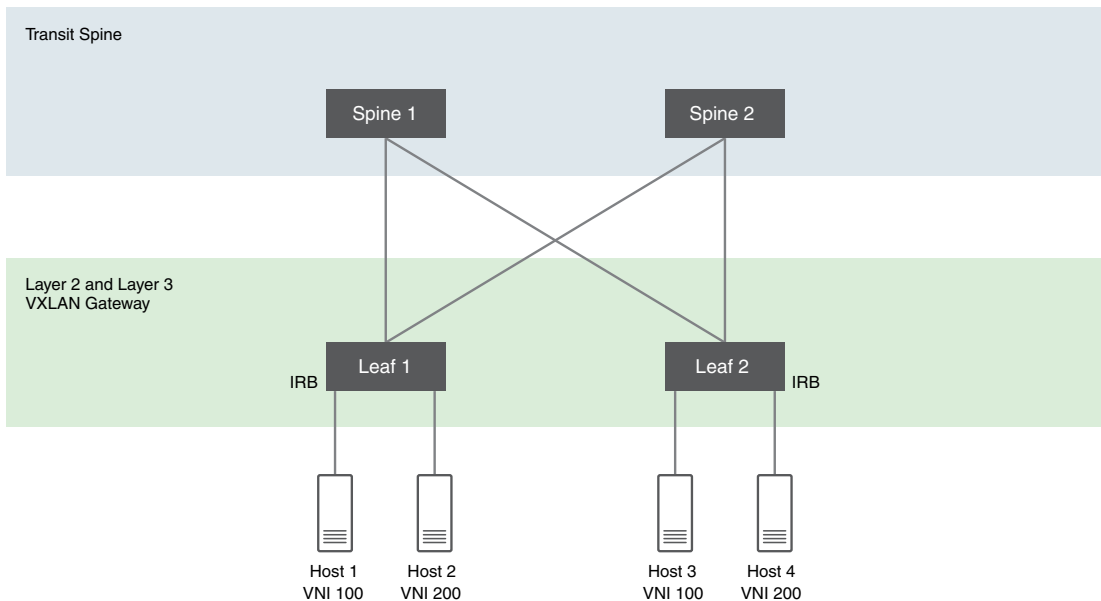 Transit Spine
Spine 1
Spine 2
Layer 2 and Layer 3
VXLAN Gateway
Leaf 1
Leaf 2
IRB
IRB
Host 1
VNI 100
Host 2
VNI 200
Host 3
VNI 100
Host 4
VNI 200